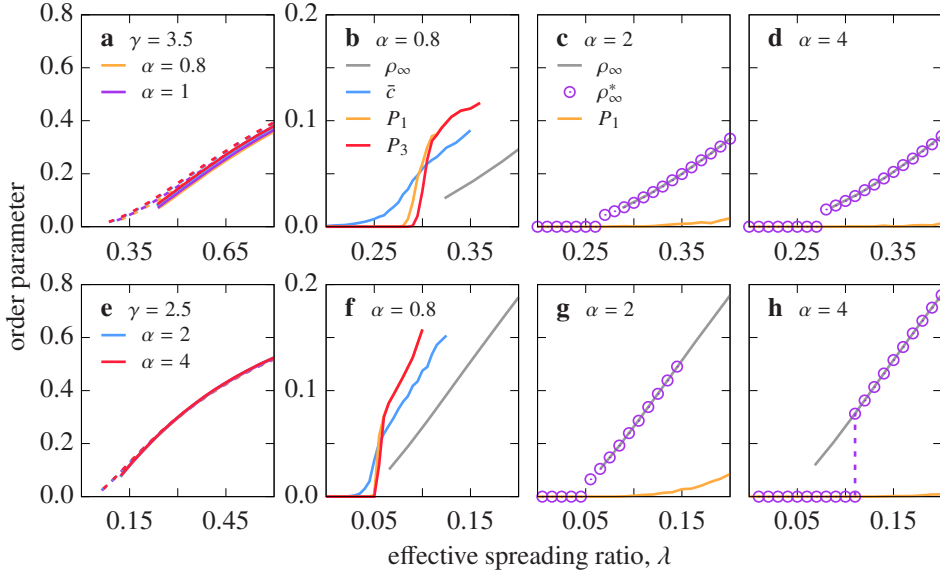 order parameter
0.8
0.6
0.4
0.2
0.0
a γ = 3.5
α = 0.8
α = 1
0.35 0.65
0.2
0.1
0.0
b α = 0.8
ρ∞
c̄
P1
P3
0.25 0.35
c α = 2
ρ∞
ρ*∞
P1
0.25 0.35
d α = 4
0.25 0.35
0.8
0.6
0.4
0.2
0.0
e γ = 2.5
α = 2
α = 4
0.15 0.45
0.2
0.1
0.0
f α = 0.8
0.05 0.15
g α = 2
0.05 0.15
h α = 4
0.05 0.15
effective spreading ratio, λ